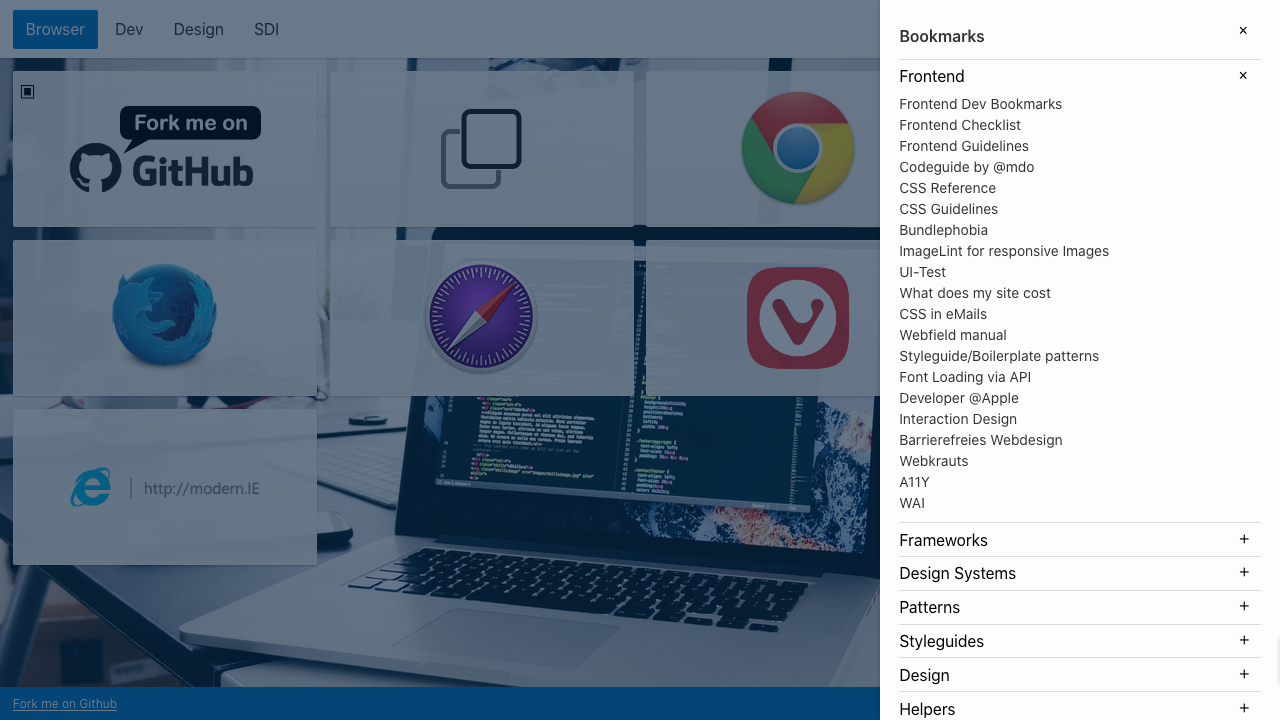 Browser Dev Design SDI
Fork me on
GitHub
http://modern.IE
Fork me on Github
Bookmarks ×
Frontend ×
Frontend Dev Bookmarks
Frontend Checklist
Frontend Guidelines
Codeguide by @mdo
CSS Reference
CSS Guidelines
Bundlephobia
ImageLint for responsive Images
UI-Test
What does my site cost
CSS in eMails
Webfield manual
Styleguide/Boilerplate patterns
Font Loading via API
Developer @Apple
Interaction Design
Barrierefreies Webdesign
Webkrauts
A11Y
WAI
Frameworks +
Design Systems +
Patterns +
Styleguides +
Design +
Helpers +